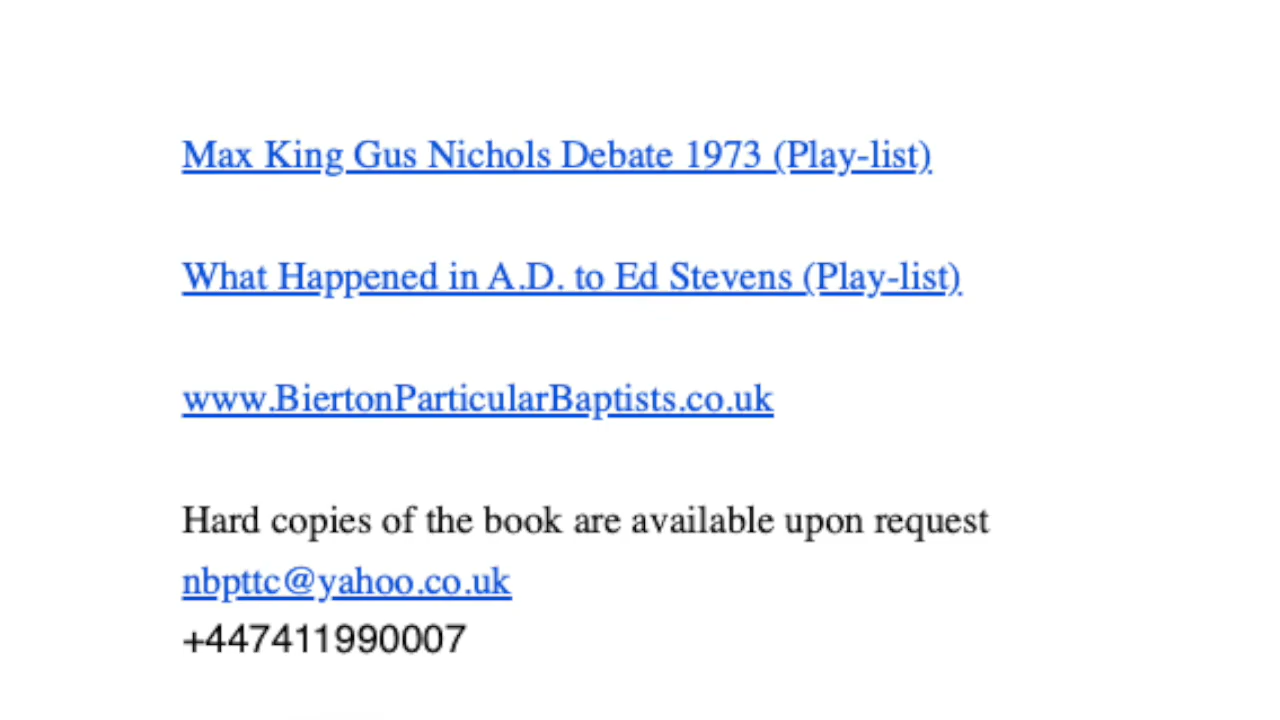 Max King Gus Nichols Debate 1973 (Play-list)
What Happened in A.D. to Ed Stevens (Play-list)
www.BiertonParticularBaptists.co.uk
Hard copies of the book are available upon request
nbpttc@yahoo.co.uk
+447411990007